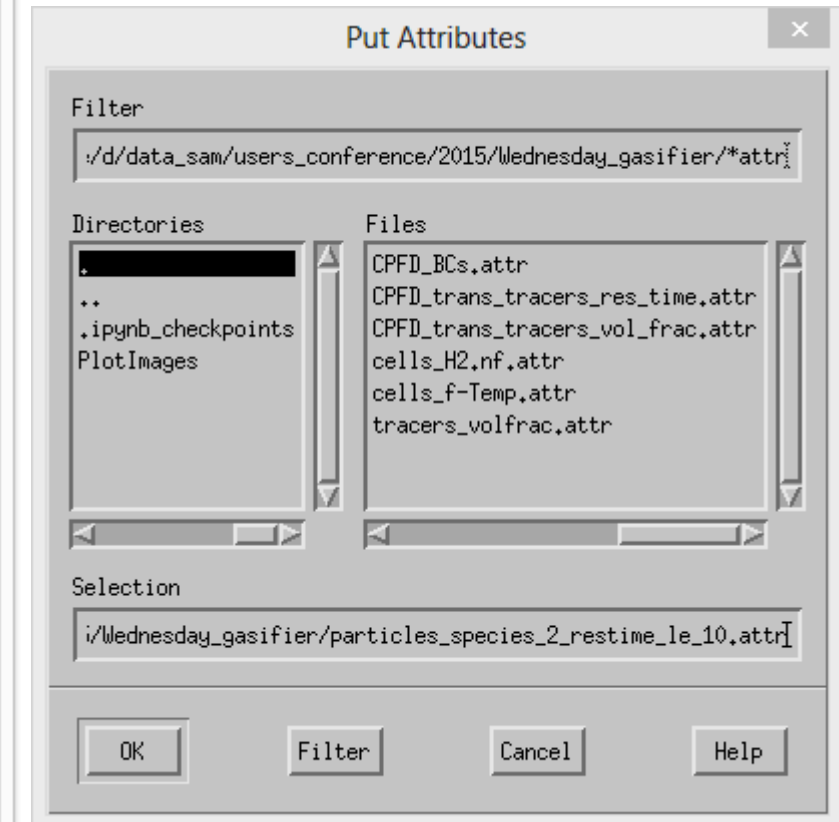 Put Attributes
Filter
:/d/data_sam/users_conference/2015/Wednesday_gasifier/*attr
Directories
.
..
.ipynb_checkpoints
PlotImages
Files
CPFD_BCs.attr
CPFD_trans_tracers_res_time.attr
CPFD_trans_tracers_vol_frac.attr
cells_H2.nf.attr
cells_f-Temp.attr
tracers_volfrac.attr
Selection
/Wednesday_gasifier/particles_species_2_restime_le_10.attr
OK
Filter
Cancel
Help